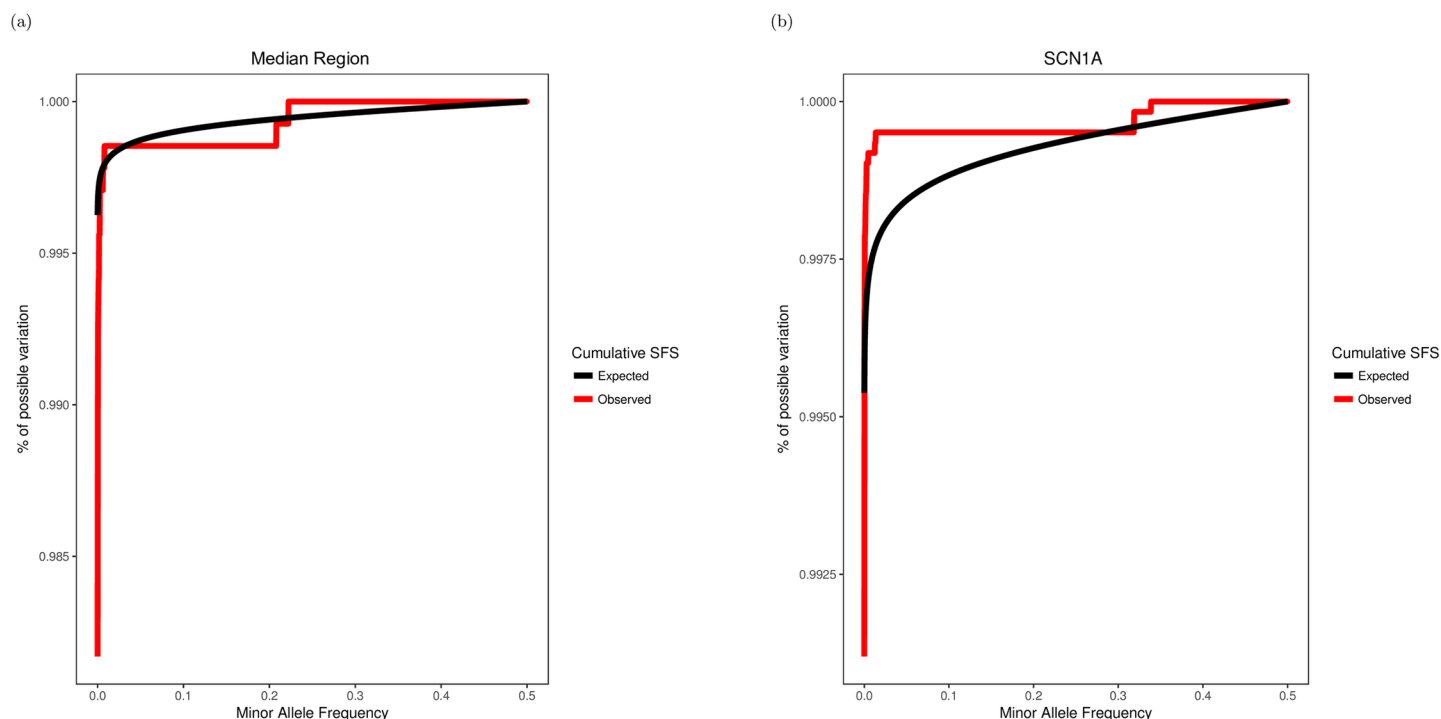 (a)
Median Region
1.000
0.995
0.990
0.985
% of possible variation
0.0 0.1 0.2 0.3 0.4 0.5
Minor Allele Frequency
Cumulative SFS
Expected
Observed
(b)
SCN1A
1.0000
0.9975
0.9950
0.9925
% of possible variation
0.0 0.1 0.2 0.3 0.4 0.5
Minor Allele Frequency
Cumulative SFS
Expected
Observed